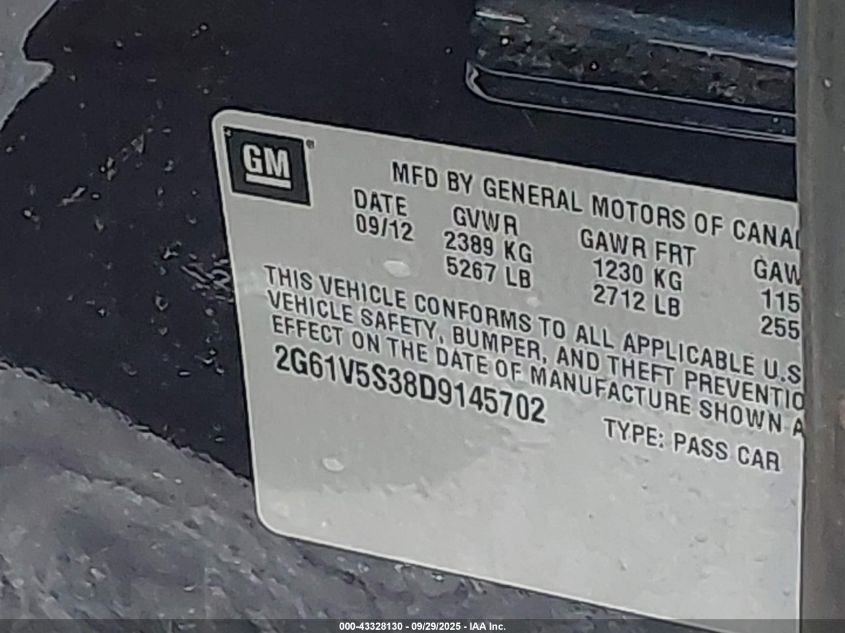 GM
MFD BY GENERAL MOTORS OF CANA
DATE GVWR GAWR FRT GAW
09/12 2389 KG 1230 KG 115
5267 LB 2712 LB 255
THIS VEHICLE CONFORMS TO ALL APPLICABLE U.S
VEHICLE SAFETY, BUMPER, AND THEFT PREVENTIO
EFFECT ON THE DATE OF MANUFACTURE SHOWN A
2G61V5S38D9145702
TYPE: PASS CAR
000-43328130 - 09/29/2025 - IAA Inc.